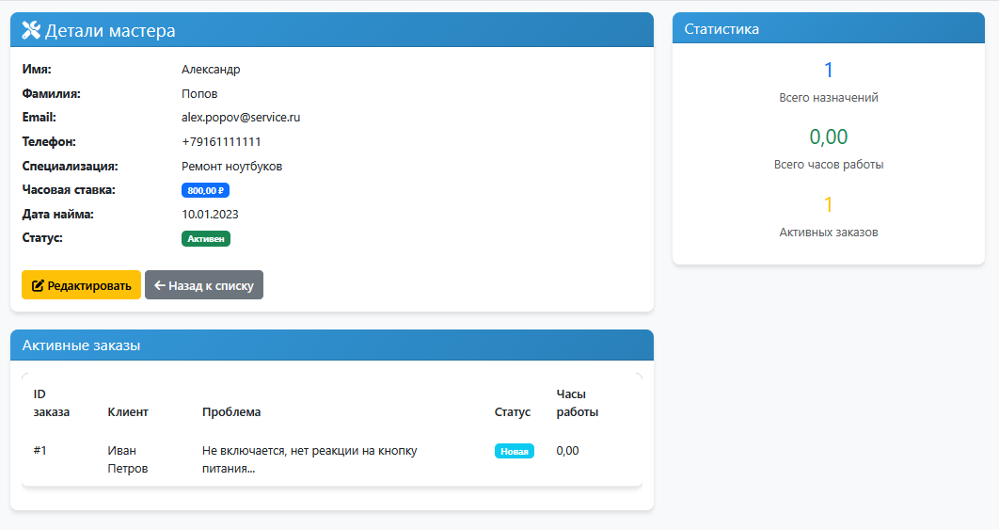 Детали мастера
Имя: Александр
Фамилия: Попов
Email: alex.popov@service.ru
Телефон: +79161111111
Специализация: Ремонт ноутбуков
Часовая ставка: 800,00 ₽
Дата найма: 10.01.2023
Статус: Активен
Редактировать
Назад к списку
Статистика
1
Всего назначений
0,00
Всего часов работы
1
Активных заказов
Активные заказы
ID заказа
Клиент
Проблема
Статус
Часы работы
#1
Иван Петров
Не включается, нет реакции на кнопку
питания...
Новая
0,00